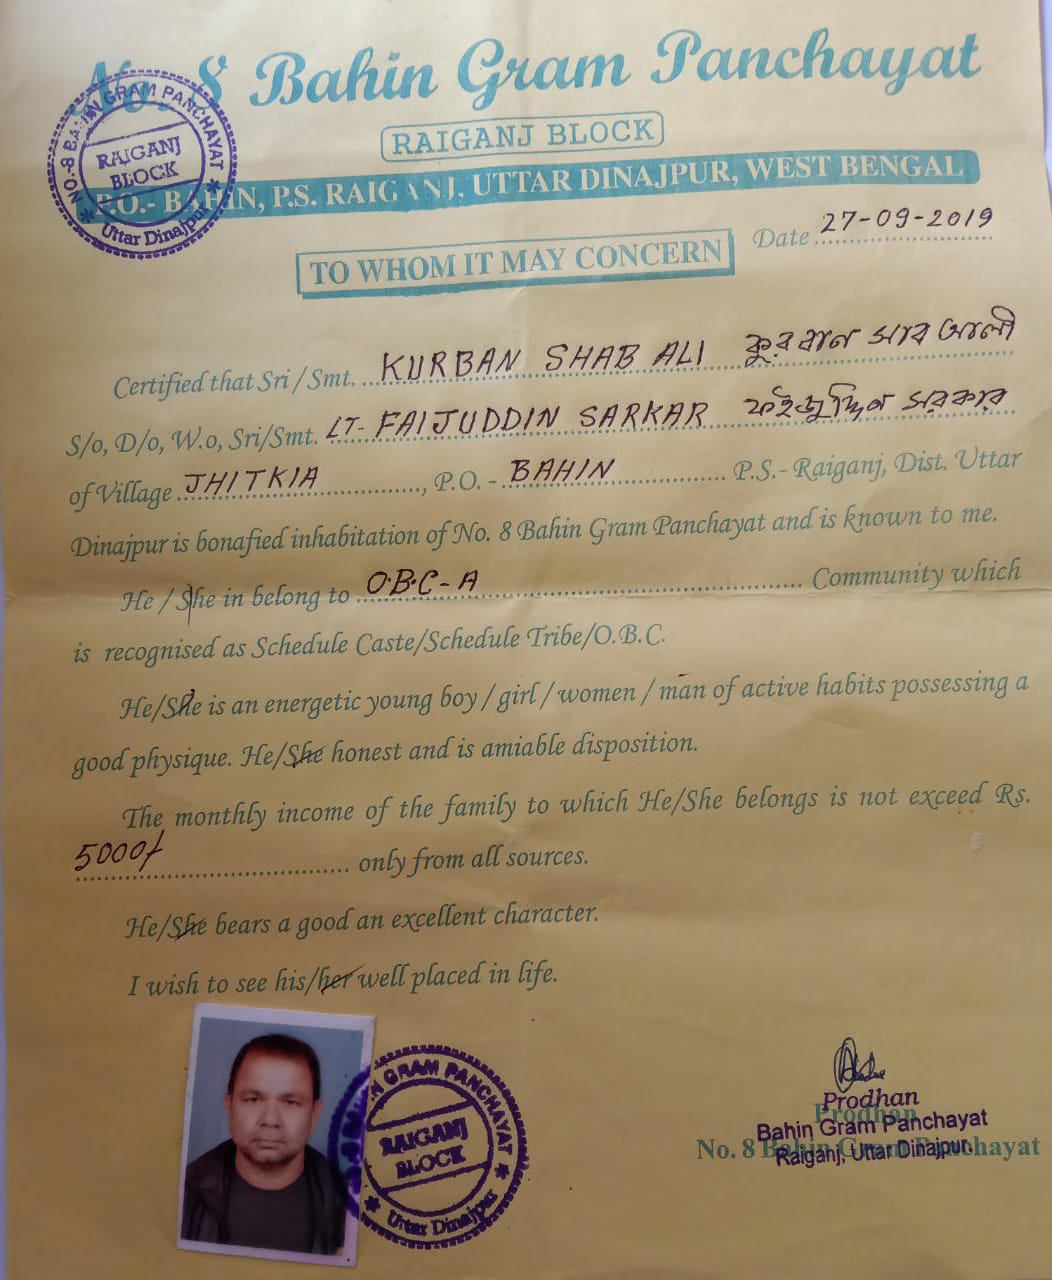 No. 8 Bahin Gram Panchayat
RAIGANJ BLOCK
P.O.- BAHIN, P.S. RAIGANJ, UTTAR DINAJPUR, WEST BENGAL
NO.-8 BAHIN GRAM PANCHAYAT
RAIGANJ
BLOCK
Uttar Dinajpur
Date 27-09-2019
TO WHOM IT MAY CONCERN
Certified that Sri/Smt. KURBAN SHAB ALI কুরবান সাব আলী
S/o, D/o, W.o, Sri/Smt. LT- FAIJUDDIN SARKAR ফইজুদ্দিন সরকার
of Village JHITKIA, P.O. - BAHIN P.S.- Raiganj, Dist. Uttar
Dinajpur is bonafied inhabitation of No. 8 Bahin Gram Panchayat and is known to me.
He / She in belong to O.B.C-A Community which
is recognised as Schedule Caste/Schedule Tribe/O.B.C.
He/She is an energetic young boy / girl / women / man of active habits possessing a
good physique. He/She honest and is amiable disposition.
The monthly income of the family to which He/She belongs is not exceed Rs.
5000/ only from all sources.
He/She bears a good an excellent character.
I wish to see his/her well placed in life.
GRAM PANCHAYAT
RAIGANJ
BLOCK
Uttar Dinajpur
Prodhan
Bahin Gram Panchayat
Raiganj, Uttar Dinajpur.
Prodhan
No. 8 Bahin Gram Panchayat